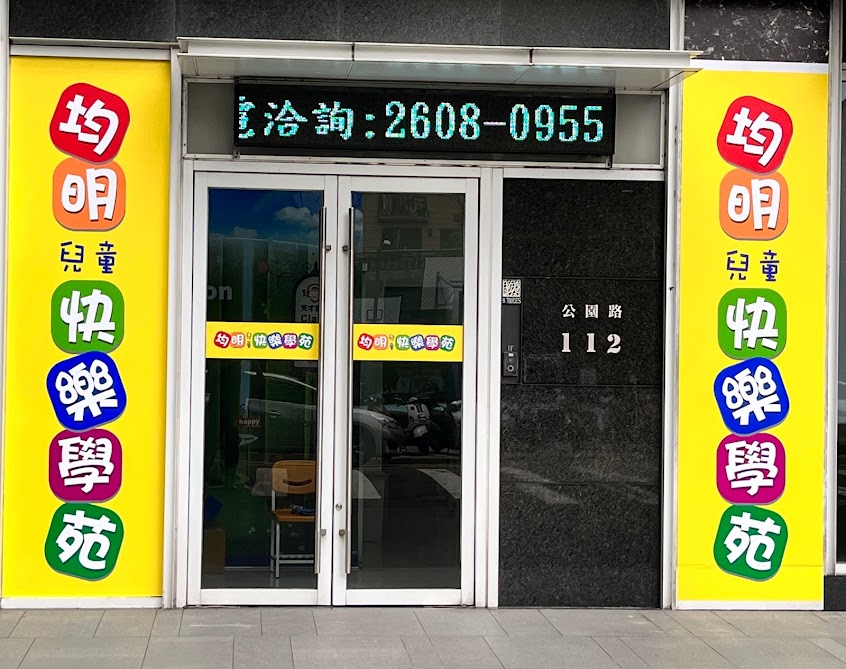 均明兒童快樂學苑
洽詢:2608-0955
均明兒童快樂學苑
均明 快樂學苑
均明 快樂學苑
happy
公園路
112